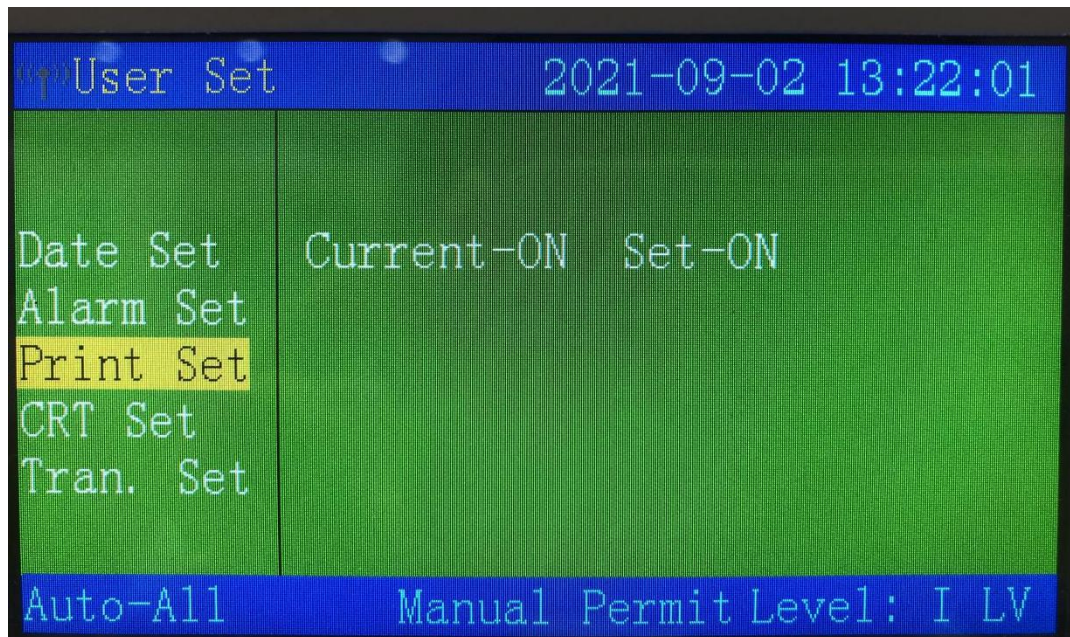 User Set 2021-09-02 13:22:01
Date Set Current-ON Set-ON
Alarm Set
Print Set
CRT Set
Tran. Set
Auto-All Manual Permit Level: I LV